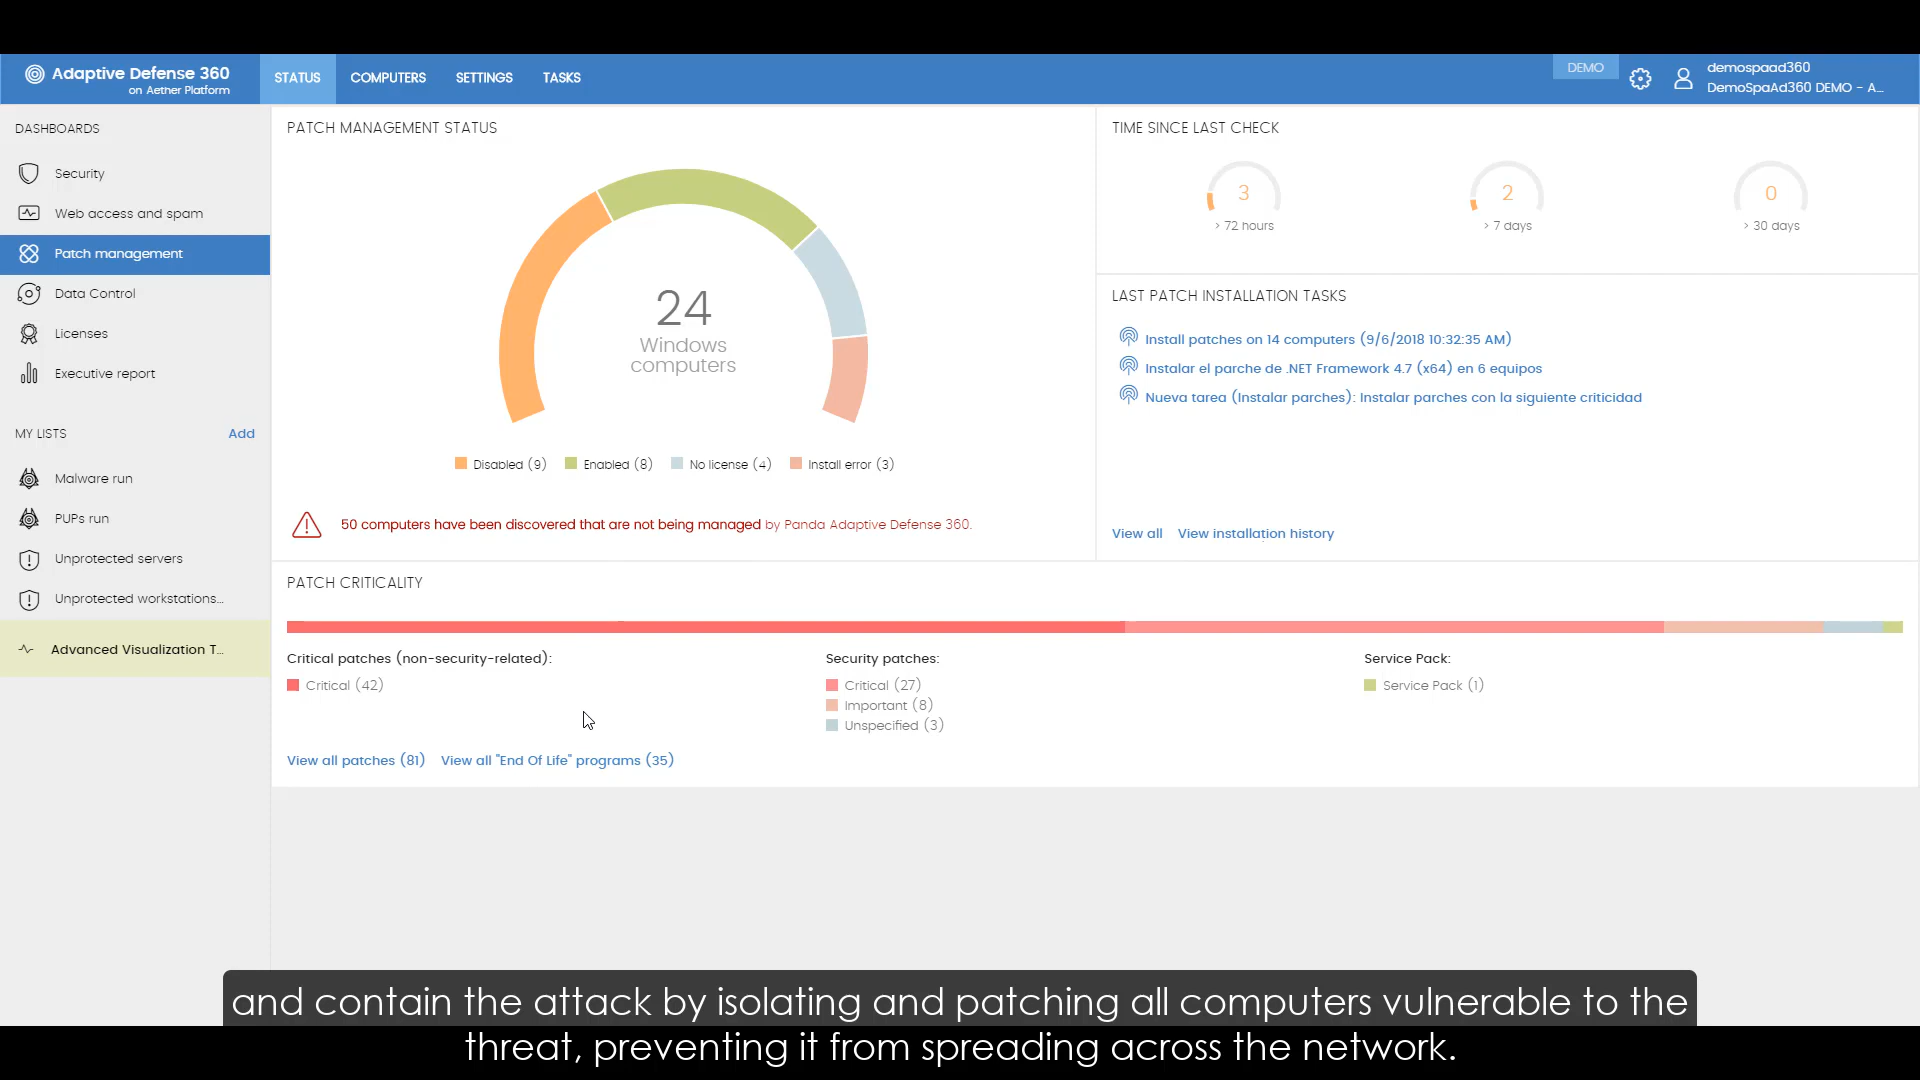 Adaptive Defense 360
on Aether Platform
STATUS
COMPUTERS
SETTINGS
TASKS
DEMO
demospaad360
DemoSpaAd360 DEMO - A...
DASHBOARDS
Security
Web access and spam
Patch management
Data Control
Licenses
Executive report
MY LISTS
Add
Malware run
PUPs run
Unprotected servers
Unprotected workstations...
Advanced Visualization T...
PATCH MANAGEMENT STATUS
24
Windows
computers
Disabled (9)
Enabled (8)
No license (4)
Install error (3)
50 computers have been discovered that are not being managed by Panda Adaptive Defense 360.
TIME SINCE LAST CHECK
3
> 72 hours
2
> 7 days
0
> 30 days
LAST PATCH INSTALLATION TASKS
Install patches on 14 computers (9/6/2018 10:32:35 AM)
Instalar el parche de .NET Framework 4.7 (x64) en 6 equipos
Nueva tarea (Instalar parches): Instalar parches con la siguiente criticidad
View all
View installation history
PATCH CRITICALITY
Critical patches (non-security-related):
Critical (42)
Security patches:
Critical (27)
Important (8)
Unspecified (3)
Service Pack:
Service Pack (1)
View all patches (81)
View all "End Of Life" programs (35)
and contain the attack by isolating and patching all computers vulnerable to the
threat, preventing it from spreading across the network.